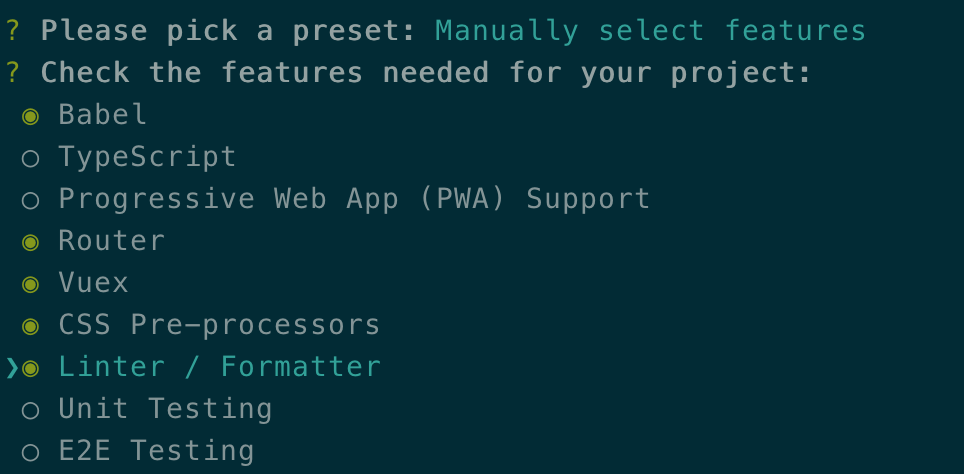 ? Please pick a preset: Manually select features
? Check the features needed for your project:
◉ Babel
◯ TypeScript
◯ Progressive Web App (PWA) Support
◉ Router
◉ Vuex
◉ CSS Pre-processors
❯◉ Linter / Formatter
◯ Unit Testing
◯ E2E Testing